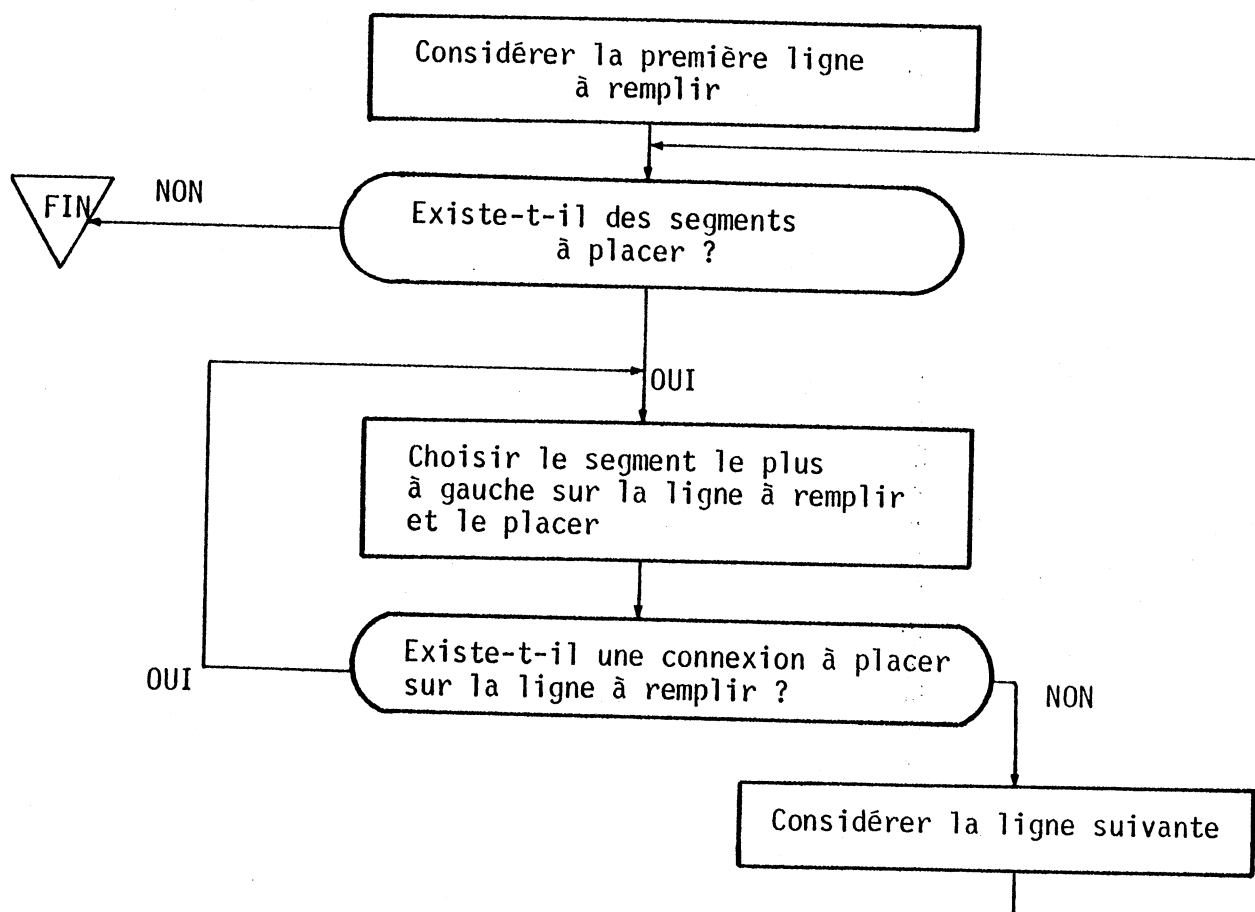 Considérer la première ligne
à remplir
NON
FIN
Existe-t-il des segments
à placer ?
OUI
Choisir le segment le plus
à gauche sur la ligne à remplir
et le placer
Existe-t-il une connexion à placer
sur la ligne à remplir ?
OUI
NON
Considérer la ligne suivante